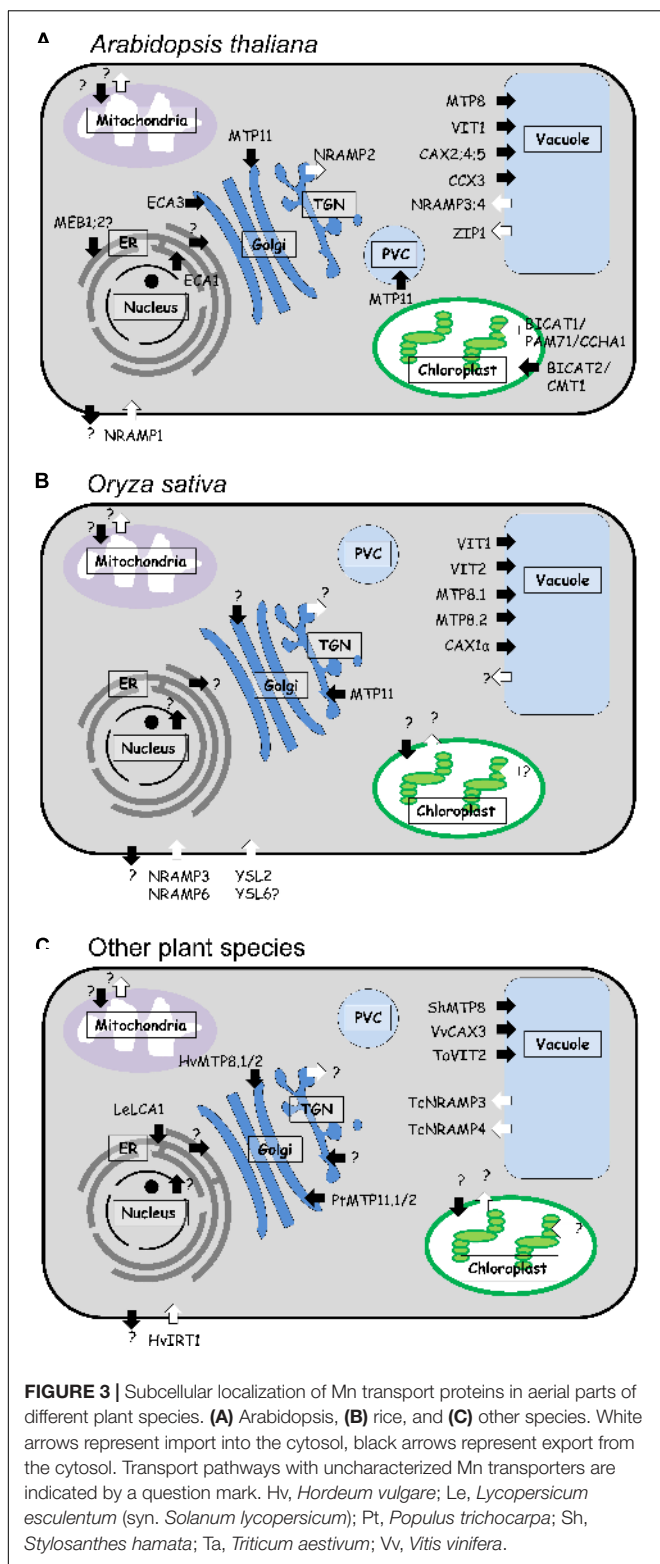 A Arabidopsis thaliana
? ?
Mitochondria
MTP11
NRAMP2
TGN
ECA3
Golgi
MEB1;2?
ER
?
ECA1
Nucleus
PVC
MTP11
MTP8
VIT1
CAX2;4;5
CCX3
NRAMP3;4
ZIP1
Vacuole
BICAT1/
PAM71/CCHA1
Chloroplast
BICAT2/
CMT1
? NRAMP1
B Oryza sativa
? ?
Mitochondria
PVC
VIT1
VIT2
MTP8.1
MTP8.2
CAX1a
?
Vacuole
? ?
TGN
Golgi
MTP11
ER
?
?
Nucleus
? ?
?
Chloroplast
? NRAMP3 YSL2
NRAMP6 YSL6?
C Other plant species
? ?
Mitochondria
PVC
ShMTP8
VvCAX3
TaVIT2
TcNRAMP3
TcNRAMP4
Vacuole
HvMTP8.1/2
?
TGN
LeLCA1
ER
?
Golgi
?
?
Nucleus
PtMTP11.1/2
? ?
?
Chloroplast
? HvIRT1
FIGURE 3 | Subcellular localization of Mn transport proteins in aerial parts of
different plant species. (A) Arabidopsis, (B) rice, and (C) other species. White
arrows represent import into the cytosol, black arrows represent export from
the cytosol. Transport pathways with uncharacterized Mn transporters are
indicated by a question mark. Hv, Hordeum vulgare; Le, Lycopersicum
esculentum (syn. Solanum lycopersicum); Pt, Populus trichocarpa; Sh,
Stylosanthes hamata; Ta, Triticum aestivum; Vv, Vitis vinifera.